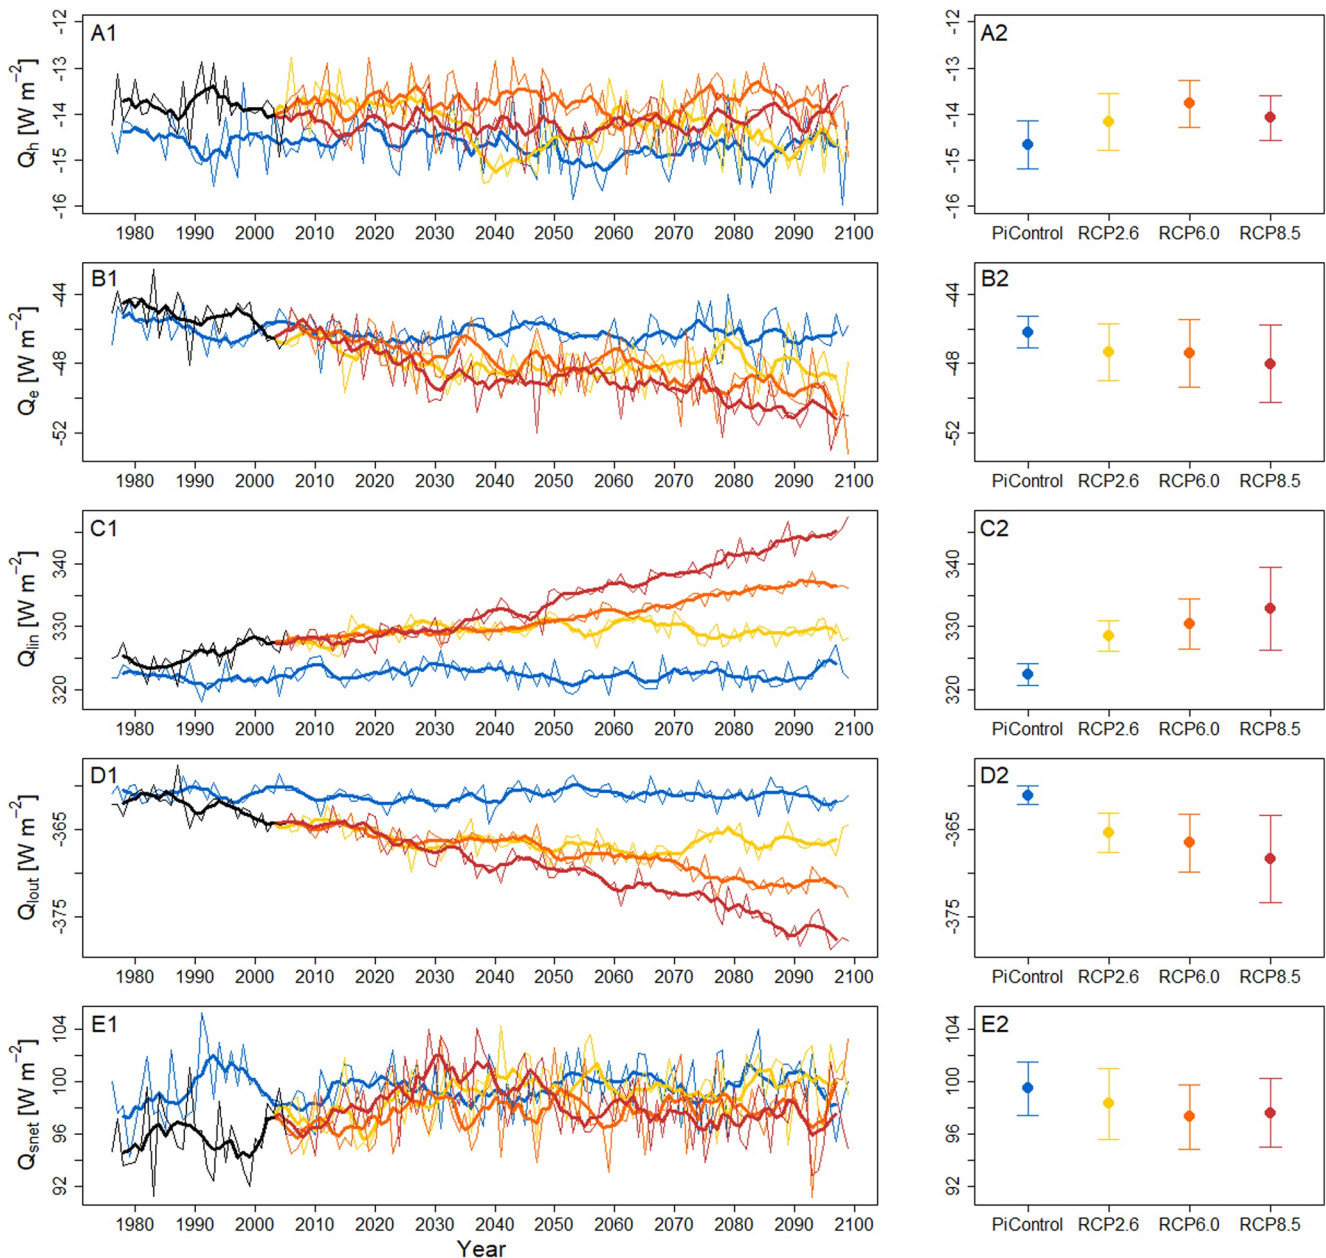 A1
Qh [W m−2]
-12
-13
-14
-15
-16
1980 1990 2000 2010 2020 2030 2040 2050 2060 2070 2080 2090 2100
A2
-12
-13
-14
-15
-16
PiControl RCP2.6 RCP6.0 RCP8.5
B1
Qe [W m−2]
-44
-48
-52
1980 1990 2000 2010 2020 2030 2040 2050 2060 2070 2080 2090 2100
B2
-44
-48
-52
PiControl RCP2.6 RCP6.0 RCP8.5
C1
Qlin [W m−2]
340
330
320
1980 1990 2000 2010 2020 2030 2040 2050 2060 2070 2080 2090 2100
C2
340
330
320
PiControl RCP2.6 RCP6.0 RCP8.5
D1
Qlout [W m−2]
-365
-375
1980 1990 2000 2010 2020 2030 2040 2050 2060 2070 2080 2090 2100
D2
-365
-375
PiControl RCP2.6 RCP6.0 RCP8.5
E1
Qsnet [W m−2]
104
100
96
92
1980 1990 2000 2010 2020 2030 2040 2050 2060 2070 2080 2090 2100
Year
E2
104
100
96
92
PiControl RCP2.6 RCP6.0 RCP8.5